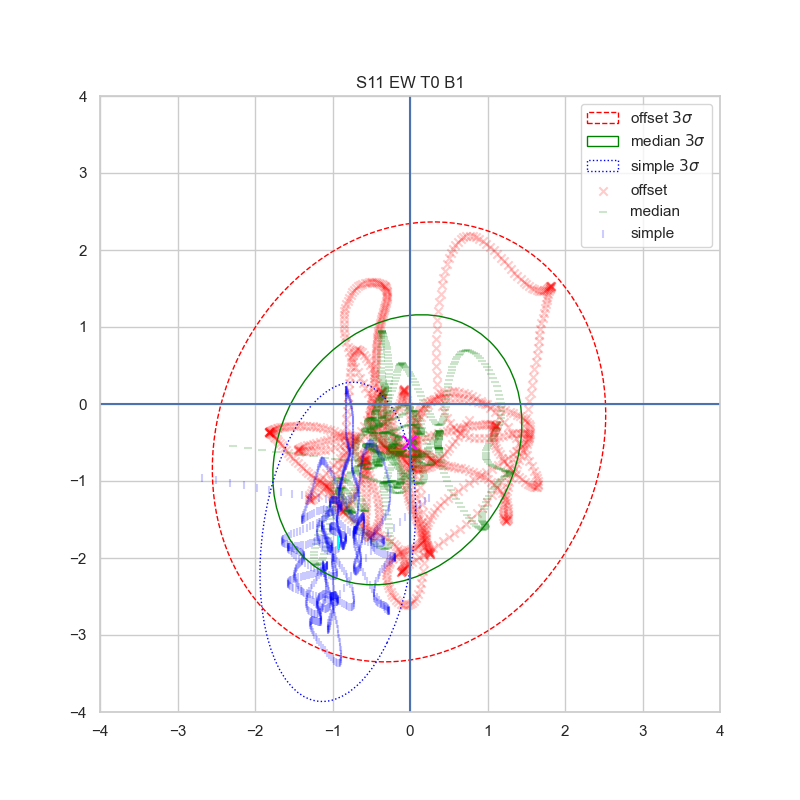 S11 EW T0 B1
offset 3σ
median 3σ
simple 3σ
offset
median
simple
4
3
2
1
0
−1
−2
−3
−4
−4 −3 −2 −1 0 1 2 3 4